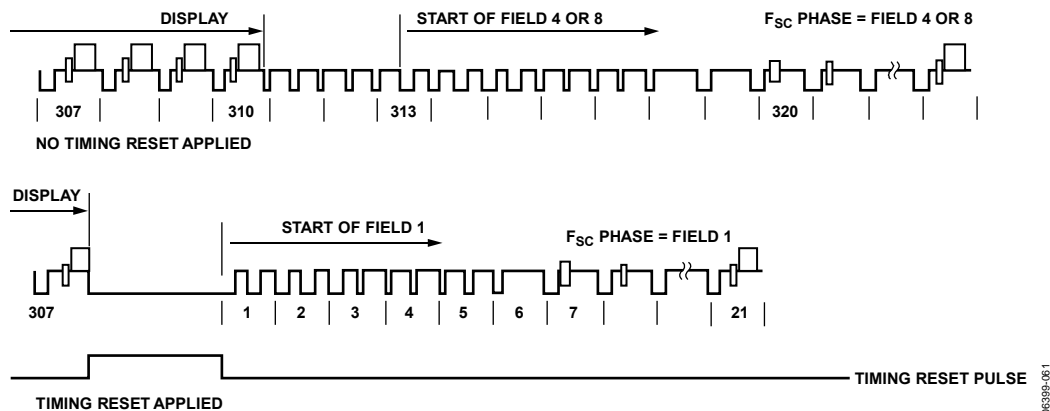 DISPLAY
START OF FIELD 4 OR 8
F_SC PHASE = FIELD 4 OR 8
307 310 313 320
NO TIMING RESET APPLIED
DISPLAY
START OF FIELD 1
F_SC PHASE = FIELD 1
307 1 2 3 4 5 6 7 21
TIMING RESET PULSE
TIMING RESET APPLIED
06399-061